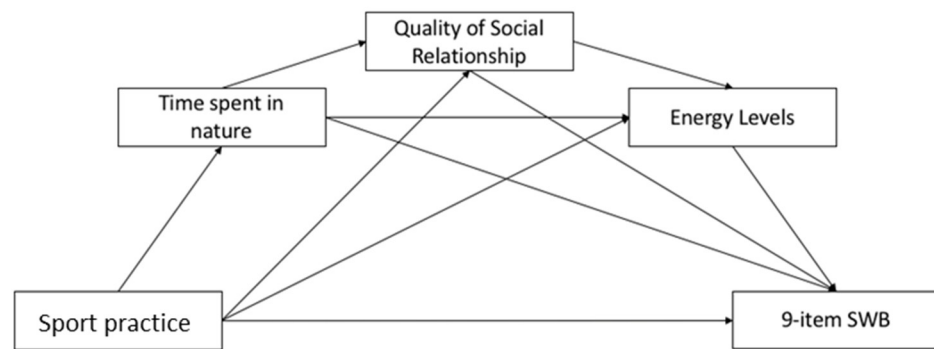 Quality of Social
Relationship
Time spent in
nature
Energy Levels
Sport practice
9-item SWB